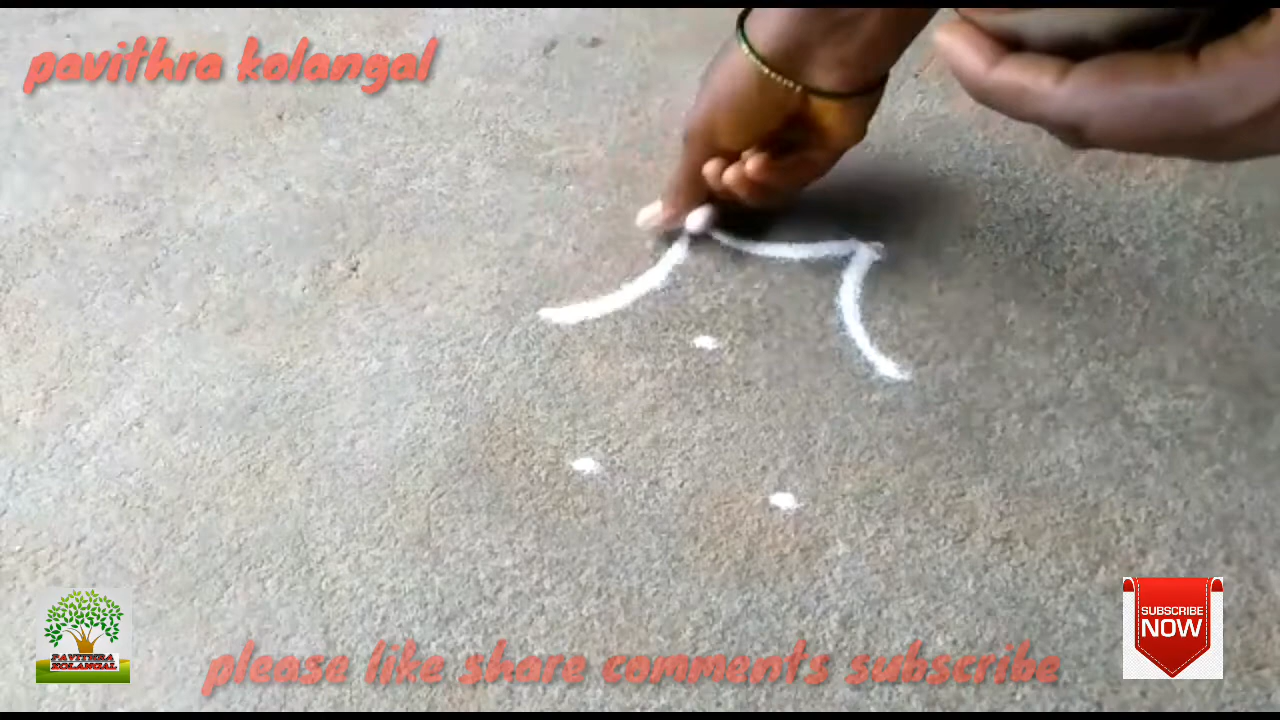 pavithra kolangal
SUBSCRIBE
NOW
PAVITHRA
KOLANGAL
please like share comments subscribe